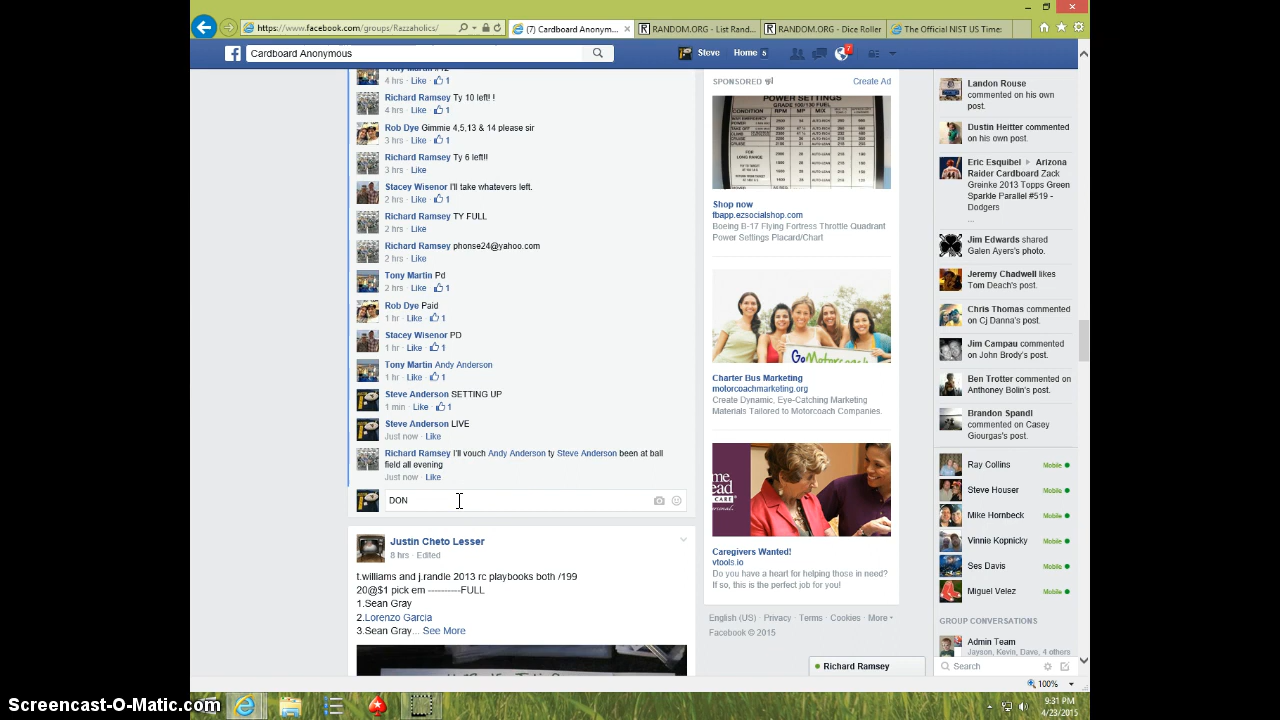 https://www.facebook.com/groups/Razzaholics/
(7) Cardboard Anonym...
RANDOM.ORG - List Rand...
RANDOM.ORG - Dice Roller
The Official NIST US Time:
Cardboard Anonymous
Steve
Home 5
7
4 hrs · Like · 1
Richard Ramsey Ty 10 left! !
4 hrs · Like · 1
Rob Dye Gimmie 4,5,13 & 14 please sir
3 hrs · Like · 1
Richard Ramsey Ty 6 left!!
3 hrs · Like
Stacey Wisenor I'll take whatevers left.
2 hrs · Like · 1
Richard Ramsey TY FULL
2 hrs · Like
Richard Ramsey phonse24@yahoo.com
2 hrs · Like
Tony Martin Pd
2 hrs · Like · 1
Rob Dye Paid
1 hr · Like · 1
Stacey Wisenor PD
1 hr · Like · 1
Tony Martin Andy Anderson
1 hr · Like · 1
Steve Anderson SETTING UP
1 min · Like · 1
Steve Anderson LIVE
Just now · Like
Richard Ramsey I'll vouch Andy Anderson ty Steve Anderson been at ball
field all evening
Just now · Like
DON
Justin Cheto Lesser
8 hrs · Edited
t.williams and j.randle 2013 rc playbooks both /199
20@$1 pick em ----------FULL
1.Sean Gray
2.Lorenzo Garcia
3.Sean Gray... See More
SPONSORED
Create Ad
POWER SETTINGS
GRADE 100/130 FUEL
Shop now
fbapp.ezsocialshop.com
Boeing B-17 Flying Fortress Throttle Quadrant
Power Settings Placard/Chart
GoMotorcoach
Charter Bus Marketing
motorcoachmarketing.org
Create Dynamic, Eye-Catching Marketing
Materials Tailored to Motorcoach Companies.
Caregivers Wanted!
vtools.io
Do you have a heart for helping those in need?
If so, this is the perfect job for you!
English (US) · Privacy · Terms · Cookies · More
Facebook © 2015
Richard Ramsey
Landon Rouse
commented on his own
post.
Dustin Heitter commented
on his own post.
Eric Esquibel ▸ Arizona
Raider Cardboard Zack
Greinke 2013 Topps Green
Sparkle Parallel #519 -
Dodgers
...
Jim Edwards shared
Galen Ayers's photo.
Jeremy Chadwell likes
Tom Deach's post.
Chris Thomas commented
on Cj Danna's post.
Jim Campau commented
on John Brody's post.
Ben Trotter commented on
Anthony Bolin's post.
Brandon Spandl
commented on Casey
Giourgas's post.
Ray Collins Mobile
Steve Houser Mobile
Mike Hornbeck Mobile
Vinnie Kopnicky Mobile
Ses Davis Mobile
Miguel Velez Mobile
GROUP CONVERSATIONS
Admin Team
Jayson, Kevin, Dave, 4 others
Search
100%
9:31 PM
4/23/2015
Screencast-O-Matic.com